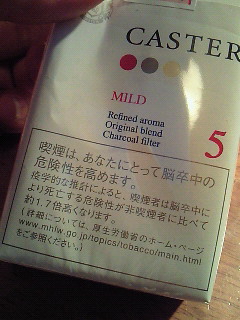 CASTER
MILD
Refined aroma
Original blend
Charcoal filter
5
喫煙は、あなたにとって脳卒中の
危険性を高めます。
疫学的な推計によると、喫煙者は脳卒中に
より死亡する危険性が非喫煙者に比べて
約1.7倍高くなります。
(詳細については、厚生労働省のホーム・ページ
www.mhlw.go.jp/topics/tobacco/main.html
をご参照ください。)